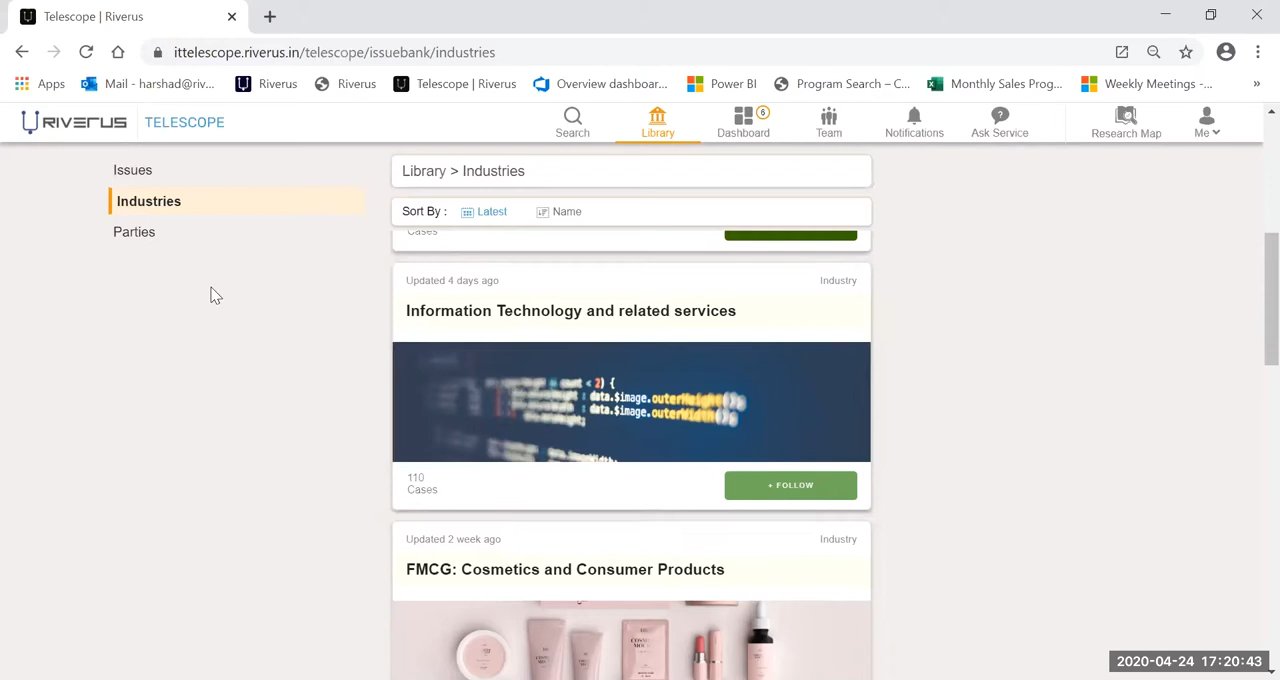 Telescope | Riverus
ittelescope.riverus.in/telescope/issuebank/industries
Apps Mail - harshad@riv... Riverus Riverus Telescope | Riverus Overview dashboar... Power BI Program Search – C... Monthly Sales Prog... Weekly Meetings -... »
RIVERUS TELESCOPE Search Library Dashboard 6 Team Notifications Ask Service Research Map Me
Issues
Industries
Parties
Library > Industries
Sort By : Latest Name
Cases
Updated 4 days ago Industry
Information Technology and related services
110
Cases
+ FOLLOW
Updated 2 week ago Industry
FMCG: Cosmetics and Consumer Products
2020-04-24 17:20:43